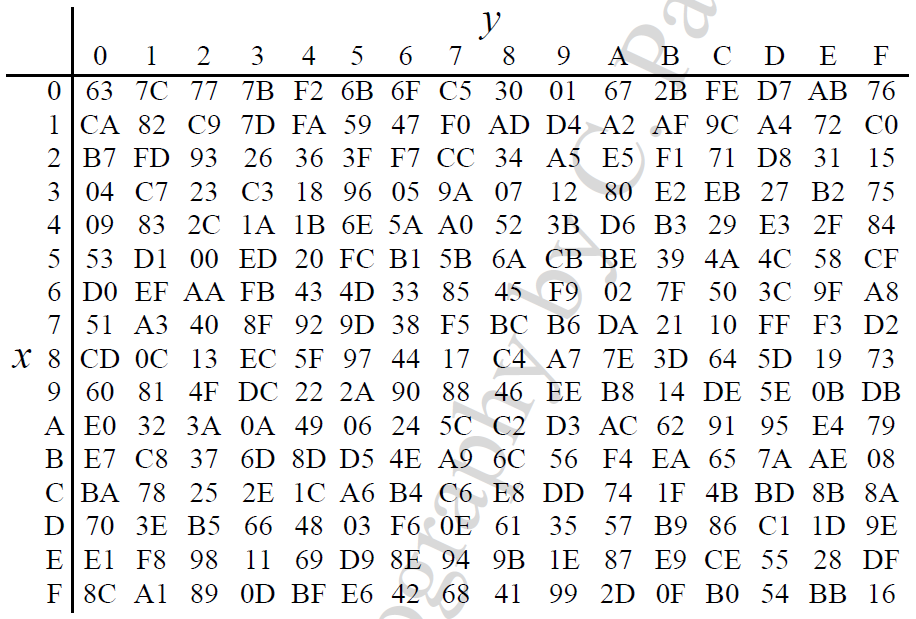 y
0 1 2 3 4 5 6 7 8 9 A B C D E F
0 63 7C 77 7B F2 6B 6F C5 30 01 67 2B FE D7 AB 76
1 CA 82 C9 7D FA 59 47 F0 AD D4 A2 AF 9C A4 72 C0
2 B7 FD 93 26 36 3F F7 CC 34 A5 E5 F1 71 D8 31 15
3 04 C7 23 C3 18 96 05 9A 07 12 80 E2 EB 27 B2 75
4 09 83 2C 1A 1B 6E 5A A0 52 3B D6 B3 29 E3 2F 84
5 53 D1 00 ED 20 FC B1 5B 6A CB BE 39 4A 4C 58 CF
6 D0 EF AA FB 43 4D 33 85 45 F9 02 7F 50 3C 9F A8
7 51 A3 40 8F 92 9D 38 F5 BC B6 DA 21 10 FF F3 D2
x 8 CD 0C 13 EC 5F 97 44 17 C4 A7 7E 3D 64 5D 19 73
9 60 81 4F DC 22 2A 90 88 46 EE B8 14 DE 5E 0B DB
A E0 32 3A 0A 49 06 24 5C C2 D3 AC 62 91 95 E4 79
B E7 C8 37 6D 8D D5 4E A9 6C 56 F4 EA 65 7A AE 08
C BA 78 25 2E 1C A6 B4 C6 E8 DD 74 1F 4B BD 8B 8A
D 70 3E B5 66 48 03 F6 0E 61 35 57 B9 86 C1 1D 9E
E E1 F8 98 11 69 D9 8E 94 9B 1E 87 E9 CE 55 28 DF
F 8C A1 89 0D BF E6 42 68 41 99 2D 0F B0 54 BB 16
by C.